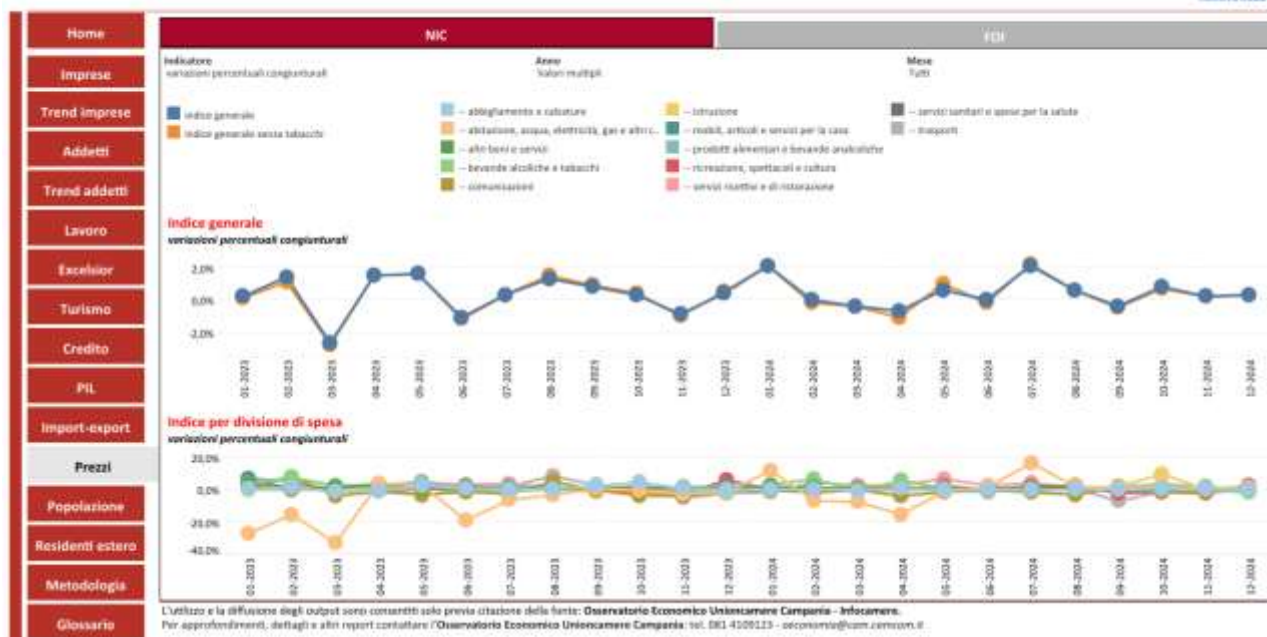 Home
NIC
FOI
Imprese
Indicatore
variazioni percentuali congiunturali
Anno
Valori multipli
Mese
Tutti
Trend imprese
indice generale
indice generale senza tabacchi
-- abbigliamento e calzature
-- abitazione, acqua, elettricità, gas e altri c...
-- altri beni e servizi
-- bevande alcoliche e tabacchi
-- comunicazioni
-- istruzione
-- mobili, articoli e servizi per la casa
-- prodotti alimentari e bevande analcoliche
-- ricreazione, spettacoli e cultura
-- servizi ricettivi e di ristorazione
-- servizi sanitari e spese per la salute
-- trasporti
Addetti
Trend addetti
Lavoro
Indice generale
variazioni percentuali congiunturali
Excelsior
2,0%
0,0%
-2,0%
Turismo
Credito
PIL
01-2023 02-2023 03-2023 04-2023 05-2023 06-2023 07-2023 08-2023 09-2023 10-2023 11-2023 12-2023 01-2024 02-2024 03-2024 04-2024 05-2024 06-2024 07-2024 08-2024 09-2024 10-2024 11-2024 12-2024
Import-export
Indice per divisione di spesa
variazioni percentuali congiunturali
Prezzi
20,0%
0,0%
-20,0%
-40,0%
Popolazione
Residenti estero
Metodologia
01-2023 02-2023 03-2023 04-2023 05-2023 06-2023 07-2023 08-2023 09-2023 10-2023 11-2023 12-2023 01-2024 02-2024 03-2024 04-2024 05-2024 06-2024 07-2024 08-2024 09-2024 10-2024 11-2024 12-2024
Glossario
L'utilizzo e la diffusione degli output sono consentiti solo previa citazione della fonte: Osservatorio Economico Unioncamere Campania - Infocamere.
Per approfondimenti, dettagli e altri report contattare l'Osservatorio Economico Unioncamere Campania: tel. 081 4109123 - oeconomia@cam.camcom.it